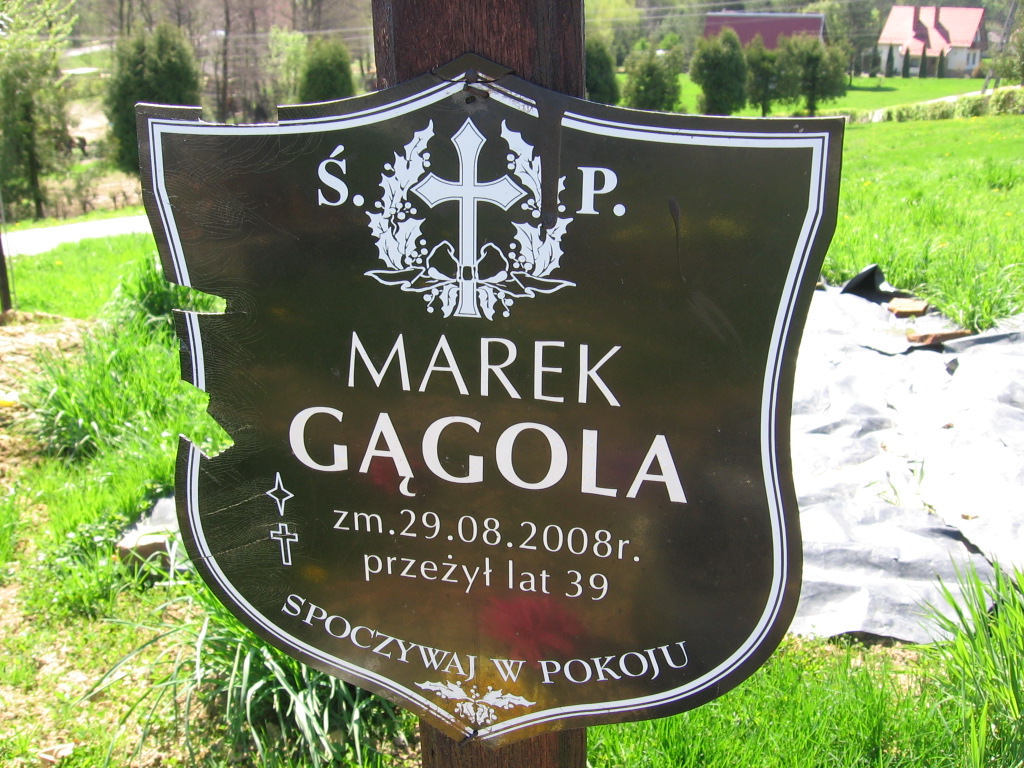 Ś. P.
MAREK
GĄGOLA
zm.29.08.2008r.
przeżył lat 39
SPOCZYWAJ W POKOJU